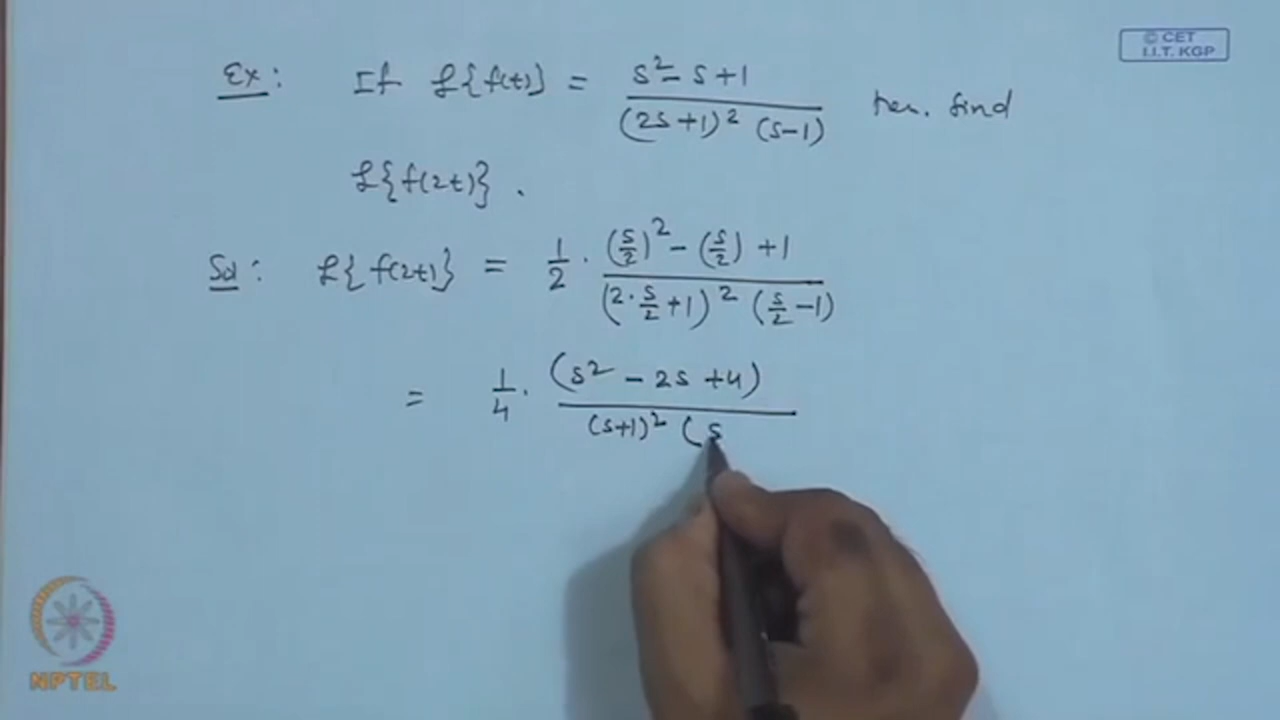 © CET
I.I.T. KGP
Ex: If L{f(t)} = s² - s + 1 / (2s + 1)² (s - 1) then find
L{f(2t)}.
Sol: L{f(2t)} = 1/2 · (s/2)² - (s/2) + 1 / (2·s/2 + 1)² (s/2 - 1)
= 1/4 · (s² - 2s + 4) / (s+1)² (s
NPTEL